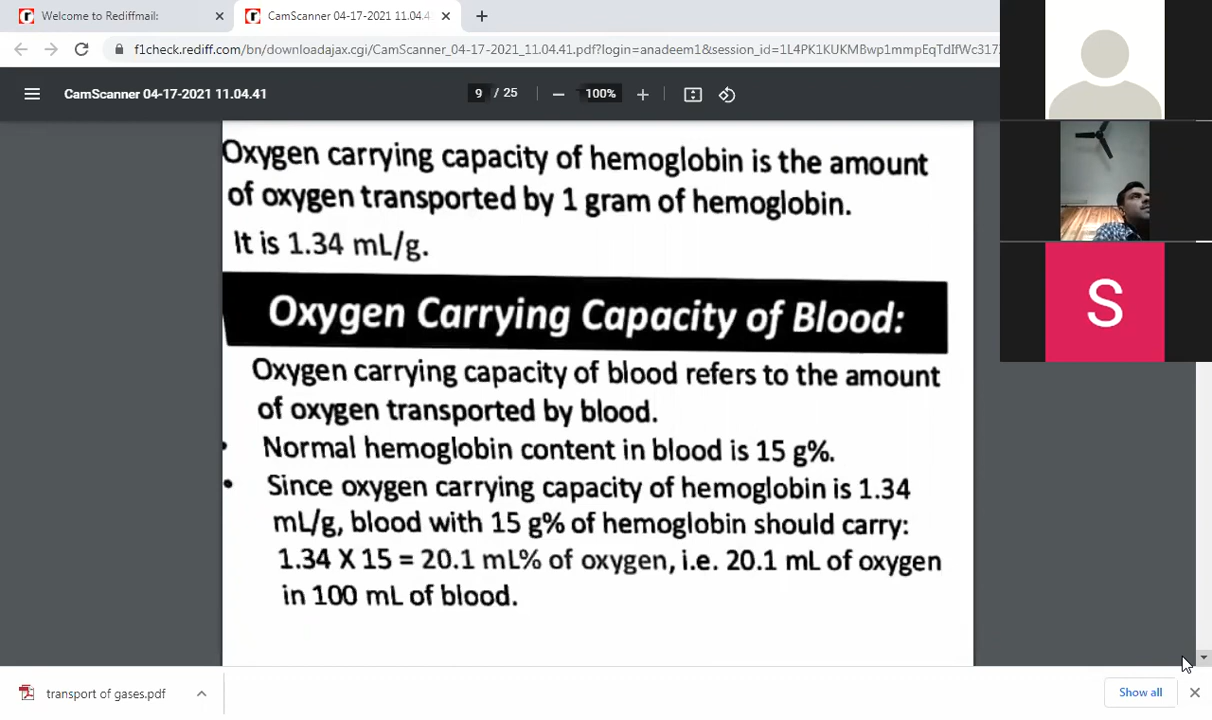 Welcome to Rediffmail:
CamScanner 04-17-2021 11.04.4
f1check.rediff.com/bn/downloadajax.cgi/CamScanner_04-17-2021_11.04.41.pdf?login=anadeem1&session_id=1L4PK1KUKMBwp1mmpEqTdIfWc317
CamScanner 04-17-2021 11.04.41
9 / 25
100%
Oxygen carrying capacity of hemoglobin is the amount
of oxygen transported by 1 gram of hemoglobin.
It is 1.34 mL/g.
Oxygen Carrying Capacity of Blood:
Oxygen carrying capacity of blood refers to the amount
of oxygen transported by blood.
• Normal hemoglobin content in blood is 15 g%.
• Since oxygen carrying capacity of hemoglobin is 1.34
mL/g, blood with 15 g% of hemoglobin should carry:
1.34 X 15 = 20.1 mL% of oxygen, i.e. 20.1 mL of oxygen
in 100 mL of blood.
S
transport of gases.pdf
Show all